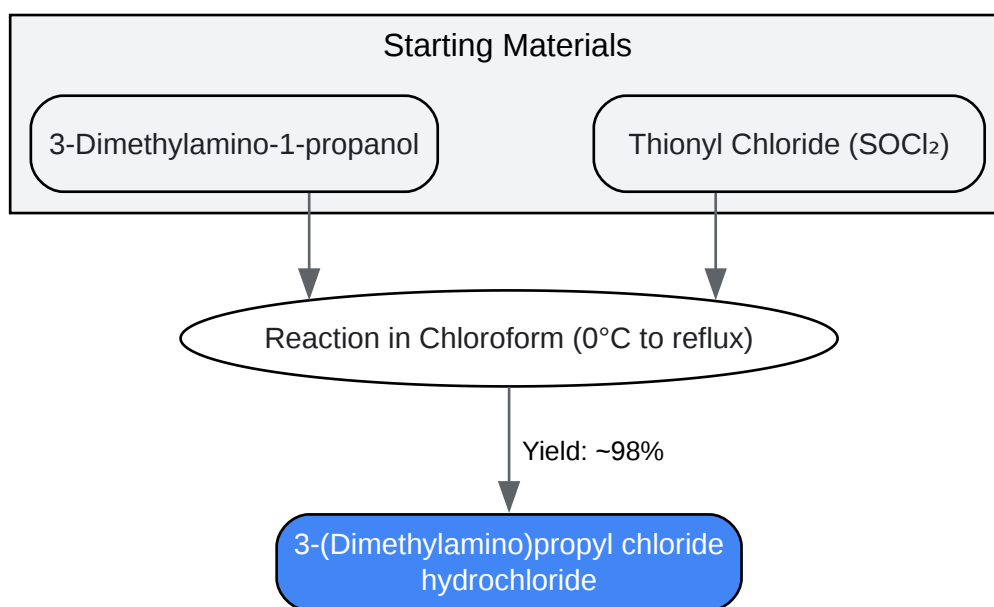 Starting Materials
3-Dimethylamino-1-propanol
Thionyl Chloride (SOCl₂)
Reaction in Chloroform (0°C to reflux)
Yield: ~98%
3-(Dimethylamino)propyl chloride
hydrochloride